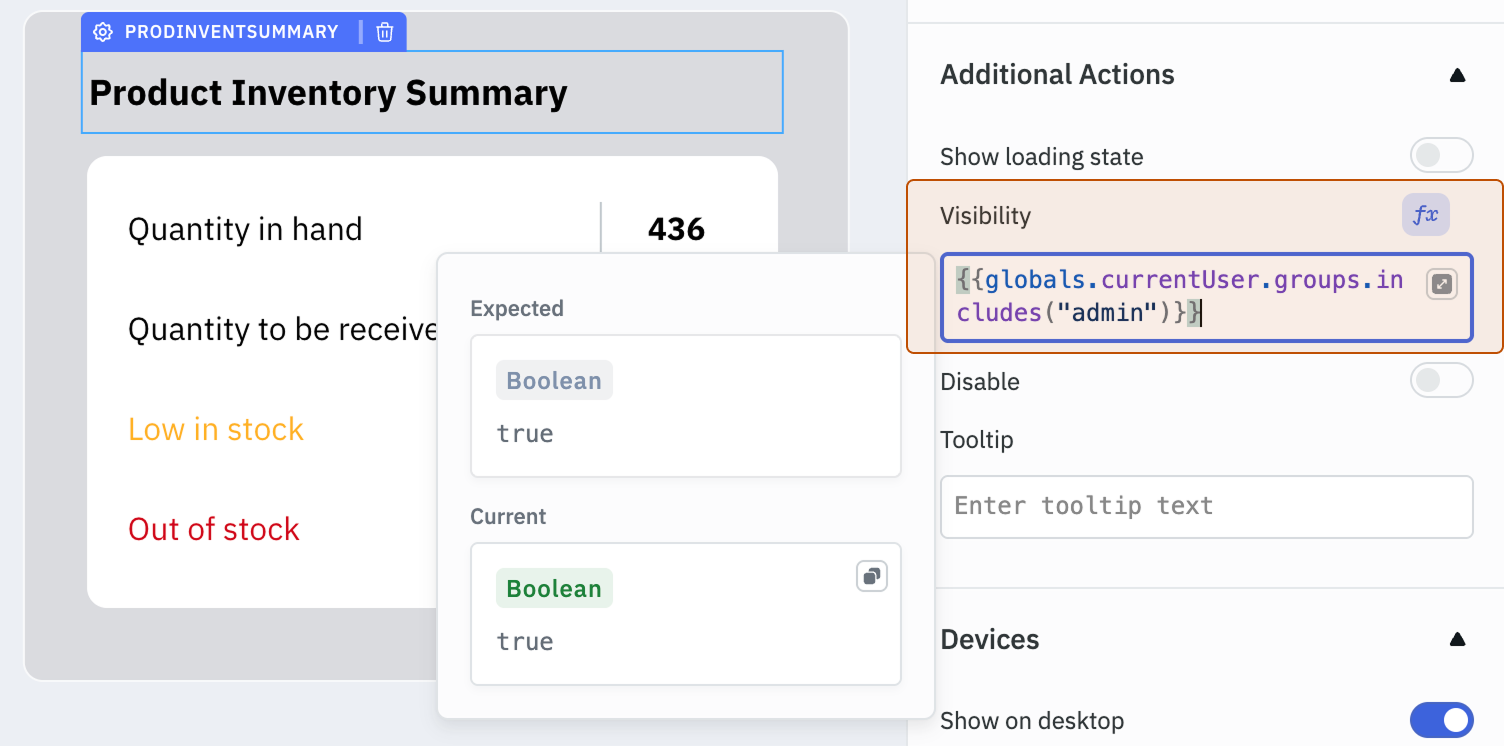 PRODINVENTSUMMARY
Product Inventory Summary
Quantity in hand
436
Quantity to be receive
Low in stock
Out of stock
Expected
Boolean
true
Current
Boolean
true
Additional Actions
Show loading state
Visibility
fx
{{globals.currentUser.groups.in
cludes("admin")}}
Disable
Tooltip
Enter tooltip text
Devices
Show on desktop